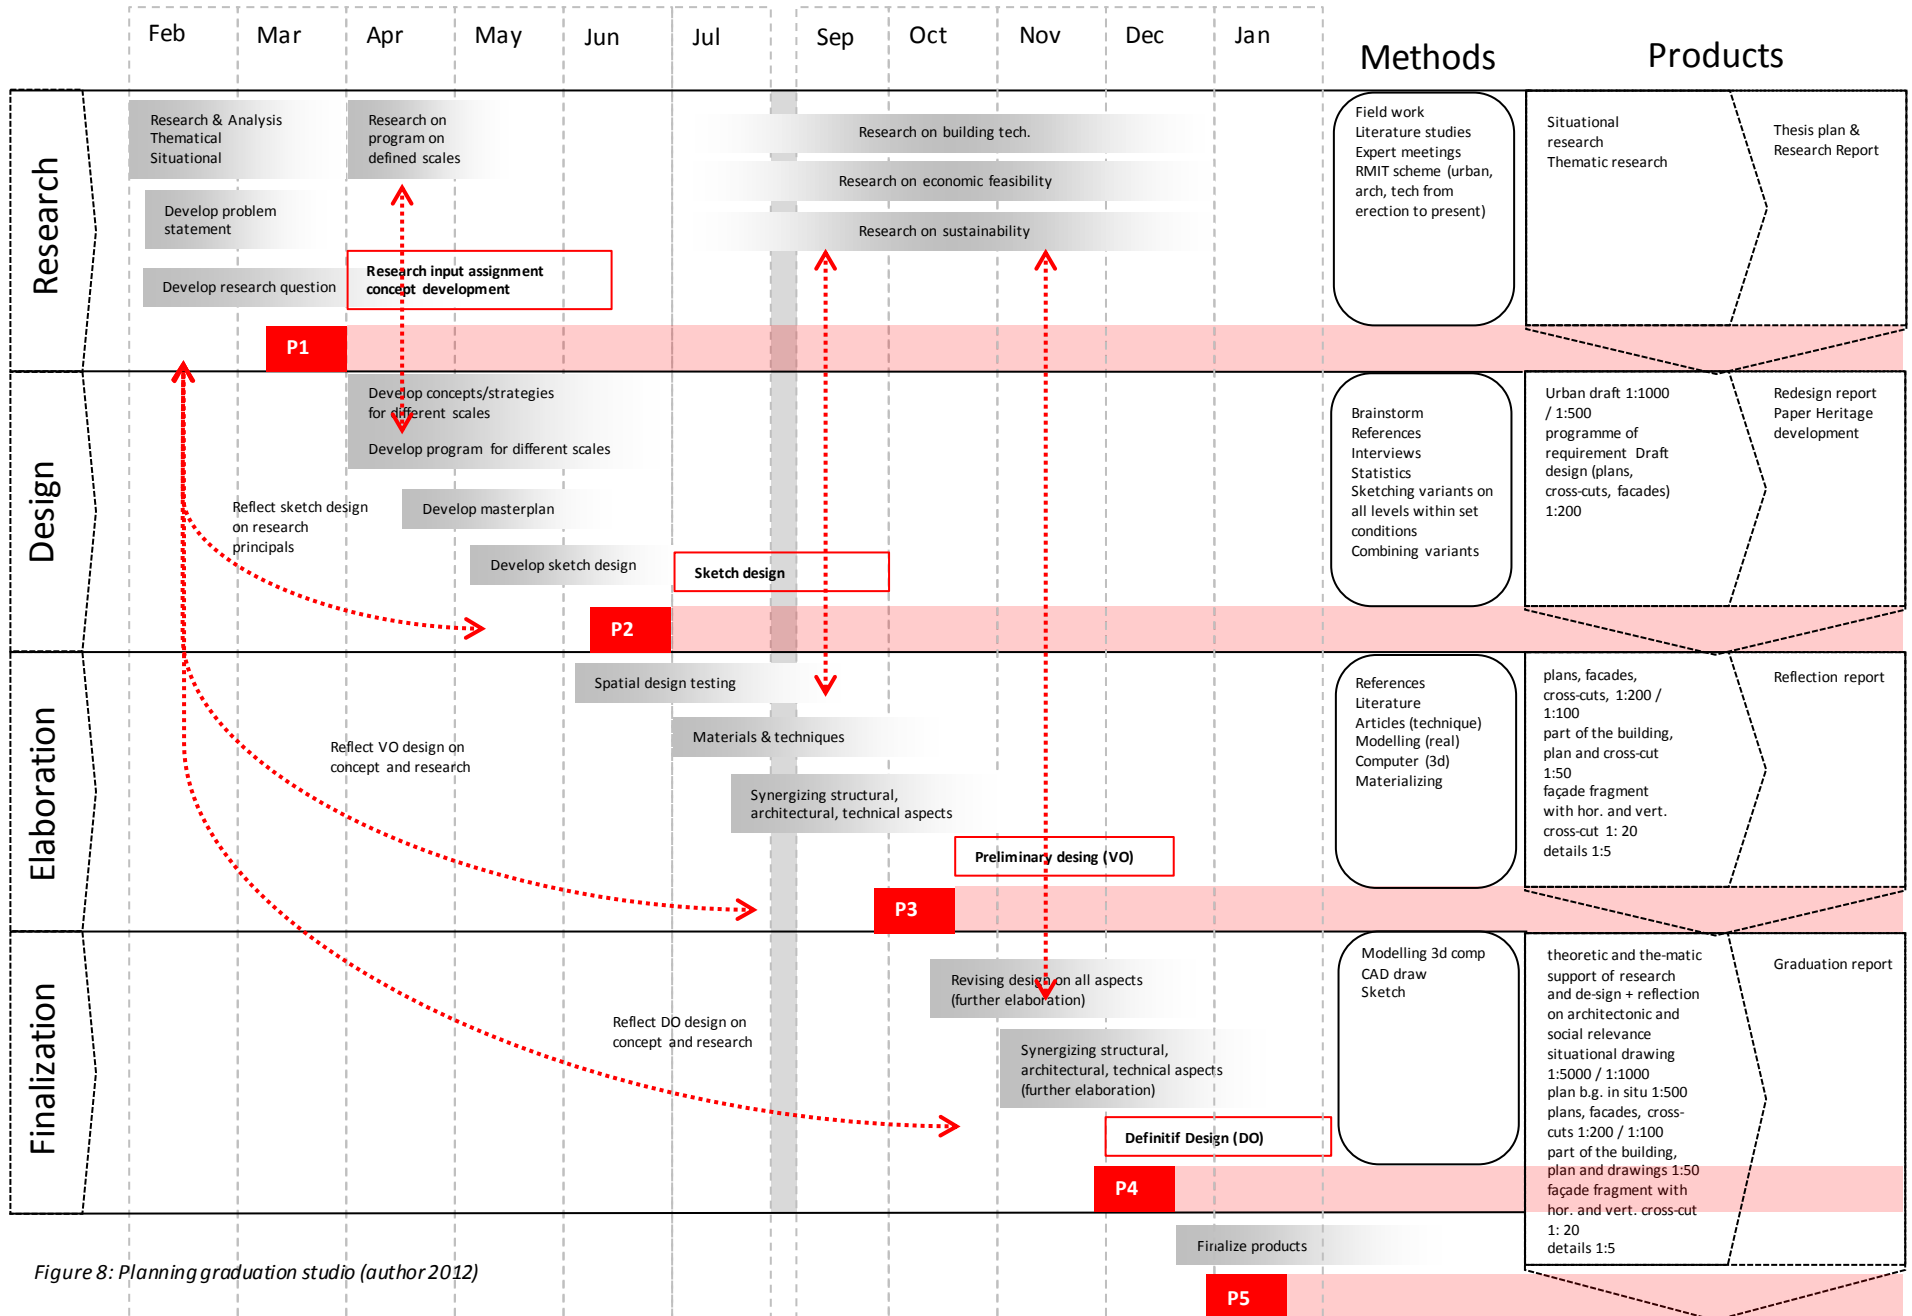 Feb
Mar
Apr
May
Jun
Jul
Sep
Oct
Nov
Dec
Jan
Methods
Products
Research
Research & Analysis
Thematical
Situational
Research on
program on
defined scales
Develop problem
statement
Develop research question
Research input assignment
concept development
Research on building tech.
Research on economic feasibility
Research on sustainability
P1
Field work
Literature studies
Expert meetings
RMIT scheme (urban,
arch, tech from
erection to present)
Situational
research
Thematic research
Thesis plan &
Research Report
Design
Develop concepts/strategies
for different scales
Develop program for different scales
Reflect sketch design
on research
principals
Develop masterplan
Develop sketch design
Sketch design
P2
Brainstorm
References
Interviews
Statistics
Sketching variants on
all levels within set
conditions
Combining variants
Urban draft 1:1000
/ 1:500
programme of
requirement Draft
design (plans,
cross-cuts, facades)
1:200
Redesign report
Paper Heritage
development
Elaboration
Spatial design testing
Materials & techniques
Reflect VO design on
concept and research
Synergizing structural,
architectural, technical aspects
Preliminary desing (VO)
P3
References
Literature
Articles (technique)
Modelling (real)
Computer (3d)
Materializing
plans, facades,
cross-cuts, 1:200 /
1:100
part of the building,
plan and cross-cut
1:50
façade fragment
with hor. and vert.
cross-cut 1: 20
details 1:5
Reflection report
Finalization
Revising design on all aspects
(further elaboration)
Reflect DO design on
concept and research
Synergizing structural,
architectural, technical aspects
(further elaboration)
Definitif Design (DO)
P4
Modelling 3d comp
CAD draw
Sketch
theoretic and the-matic
support of research
and de-sign + reflection
on architectonic and
social relevance
situational drawing
1:5000 / 1:1000
plan b.g. in situ 1:500
plans, facades, cross-
cuts 1:200 / 1:100
part of the building,
plan and drawings 1:50
façade fragment with
hor. and vert. cross-cut
1: 20
details 1:5
Graduation report
Finalize products
P5
Figure 8: Planning graduation studio (author 2012)